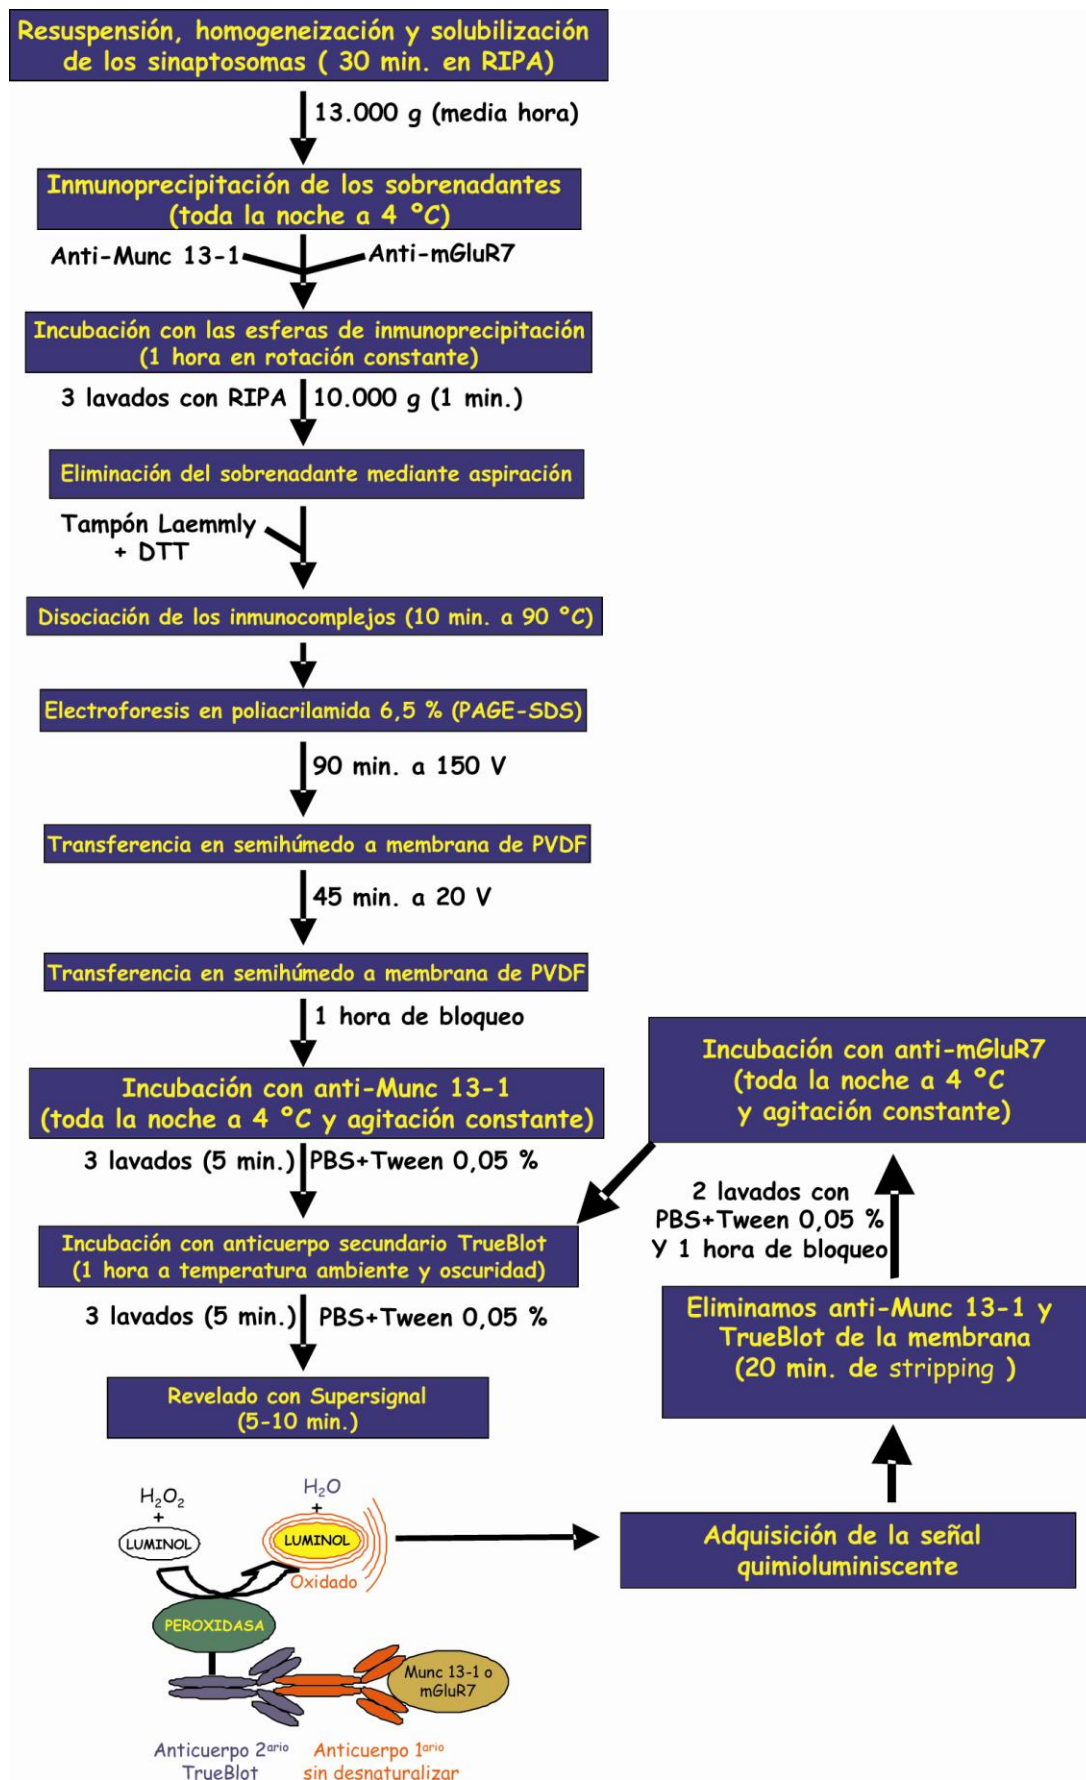 Resuspensión, homogeneización y solubilización
de los sinaptosomas ( 30 min. en RIPA)
13.000 g (media hora)
Inmunoprecipitación de los sobrenadantes
(toda la noche a 4 ºC)
Anti-Munc 13-1
Anti-mGluR7
Incubación con las esferas de inmunoprecipitación
(1 hora en rotación constante)
3 lavados con RIPA
10.000 g (1 min.)
Eliminación del sobrenadante mediante aspiración
Tampón Laemmly
+ DTT
Disociación de los inmunocomplejos (10 min. a 90 ºC)
Electroforesis en poliacrilamida 6,5 % (PAGE-SDS)
90 min. a 150 V
Transferencia en semihúmedo a membrana de PVDF
45 min. a 20 V
Transferencia en semihúmedo a membrana de PVDF
1 hora de bloqueo
Incubación con anti-Munc 13-1
(toda la noche a 4 ºC y agitación constante)
3 lavados (5 min.)
PBS+Tween 0,05 %
Incubación con anticuerpo secundario TrueBlot
(1 hora a temperatura ambiente y oscuridad)
3 lavados (5 min.)
PBS+Tween 0,05 %
Revelado con Supersignal
(5-10 min.)
H₂O₂
+
LUMINOL
H₂O
+
LUMINOL
Oxidado
PEROXIDASA
Munc 13-1 o
mGluR7
Anticuerpo 2ario
TrueBlot
Anticuerpo 1ario
sin desnaturalizar
Adquisición de la señal
quimioluminiscente
Eliminamos anti-Munc 13-1 y
TrueBlot de la membrana
(20 min. de stripping )
2 lavados con
PBS+Tween 0,05 %
Y 1 hora de bloqueo
Incubación con anti-mGluR7
(toda la noche a 4 ºC
y agitación constante)